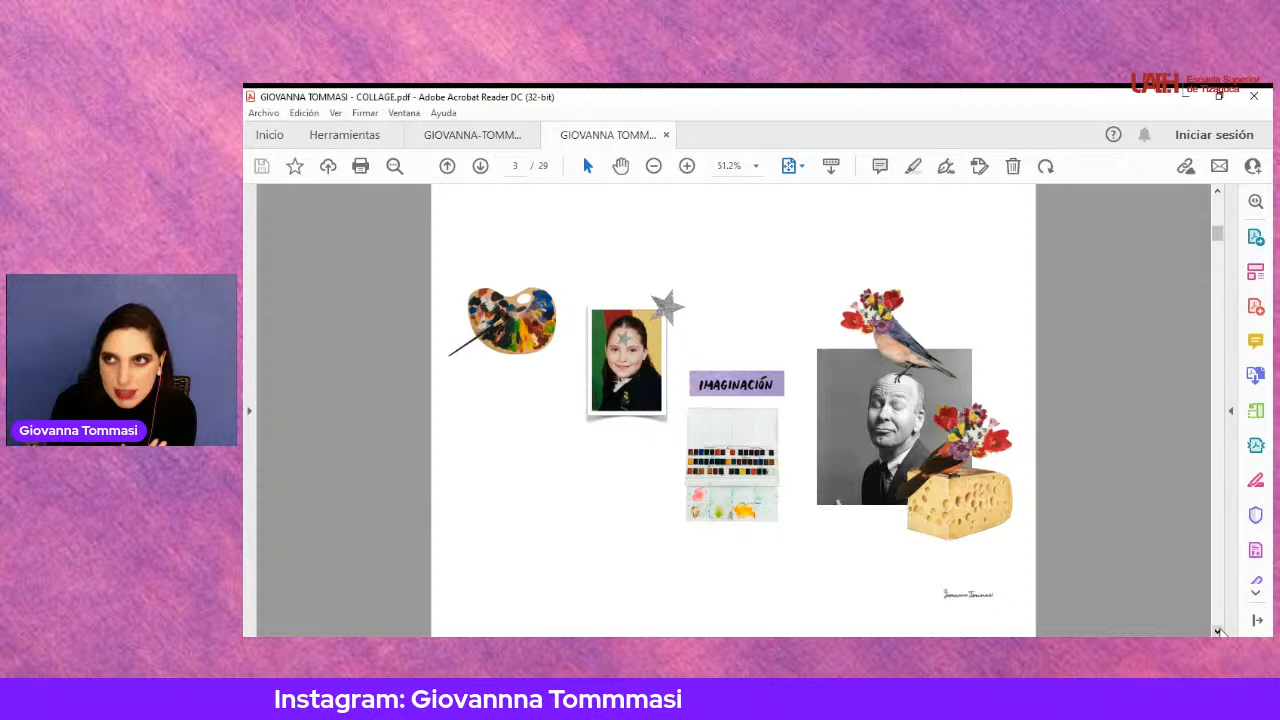 UAEH Escuela Superior
de Tizayuca
GIOVANNA TOMMASI - COLLAGE.pdf - Adobe Acrobat Reader DC (32-bit)
Archivo Edición Ver Firmar Ventana Ayuda
Inicio Herramientas GIOVANNA-TOMM... GIOVANNA TOMM... × Iniciar sesión
3 / 29 51.2%
IMAGINACIÓN
Giovanna Tommasi
Giovanna Tommasi
Instagram: Giovannna Tommmasi